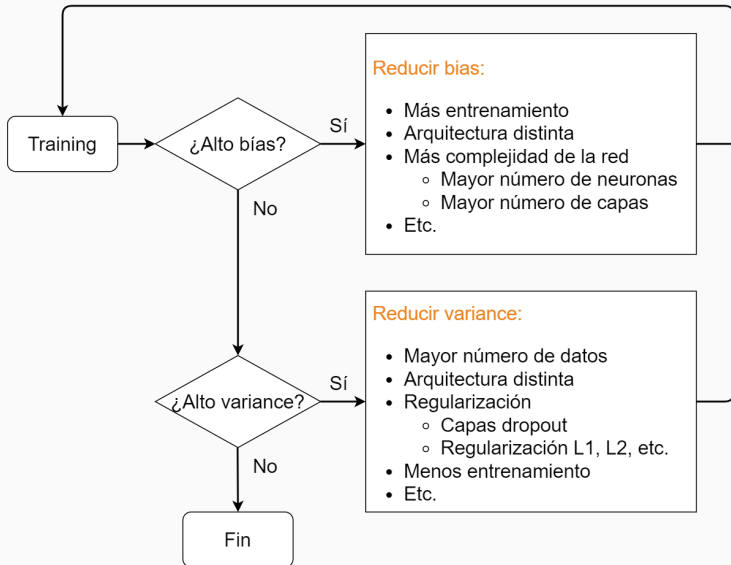 Training
¿Alto bías?
Sí
No
Reducir bias:
• Más entrenamiento
• Arquitectura distinta
• Más complejidad de la red
○ Mayor número de neuronas
○ Mayor número de capas
• Etc.
¿Alto variance?
Sí
No
Reducir variance:
• Mayor número de datos
• Arquitectura distinta
• Regularización
○ Capas dropout
○ Regularización L1, L2, etc.
• Menos entrenamiento
• Etc.
Fin